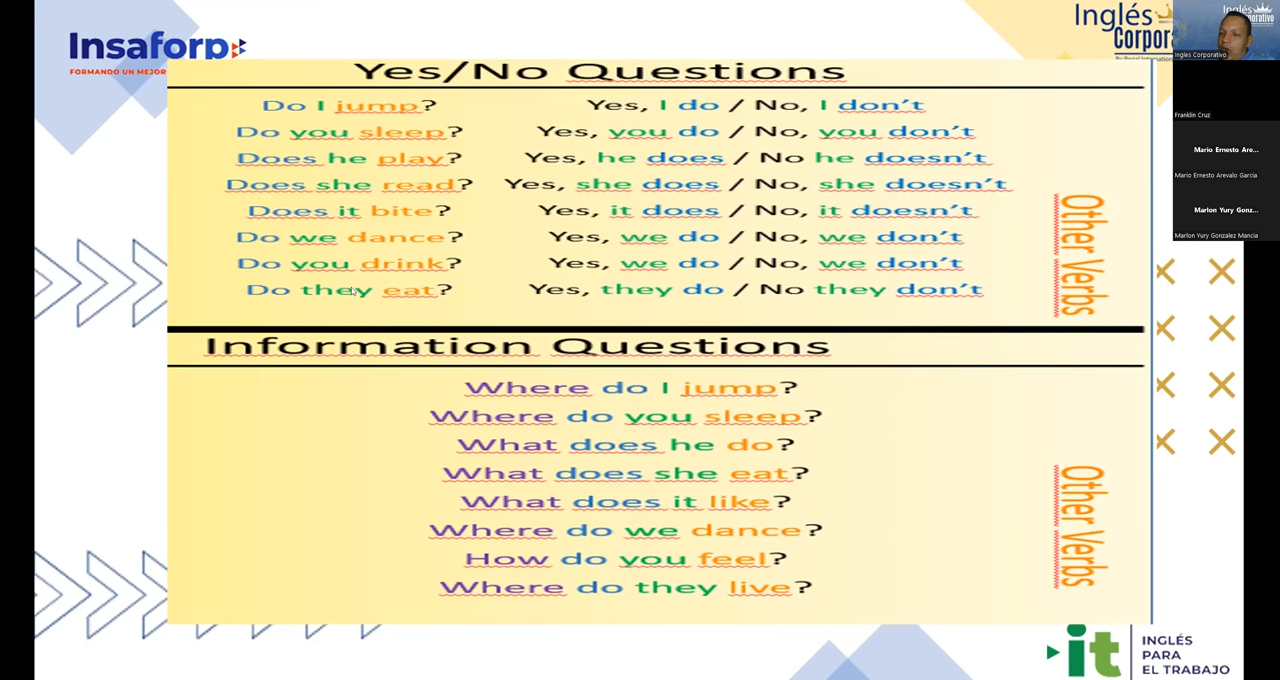 Insaforp
FORMANDO UN MEJOR
Inglés
Corpora
Yes/No Questions
Do I jump? Yes, I do / No, I don't
Do you sleep? Yes, you do / No, you don't
Does he play? Yes, he does / No he doesn't
Does she read? Yes, she does / No, she doesn't
Does it bite? Yes, it does / No, it doesn't
Do we dance? Yes, we do / No, we don't
Do you drink? Yes, we do / No, we don't
Do they eat? Yes, they do / No they don't
Other Verbs
Information Questions
Where do I jump?
Where do you sleep?
What does he do?
What does she eat?
What does it like?
Where do we dance?
How do you feel?
Where do they live?
Other Verbs
it
INGLÉS
PARA
EL TRABAJO
Inglés
Ingles Corporativo
Franklin Cruz
Mario Ernesto Are...
Mario Ernesto Arevalo Garcia
Marlon Yury Gonz...
Marlon Yury Gonzalez Mancia